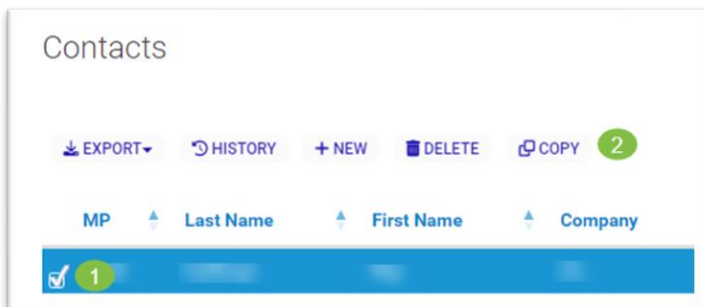 Contacts
EXPORT HISTORY + NEW DELETE COPY 2
MP Last Name First Name Company
1